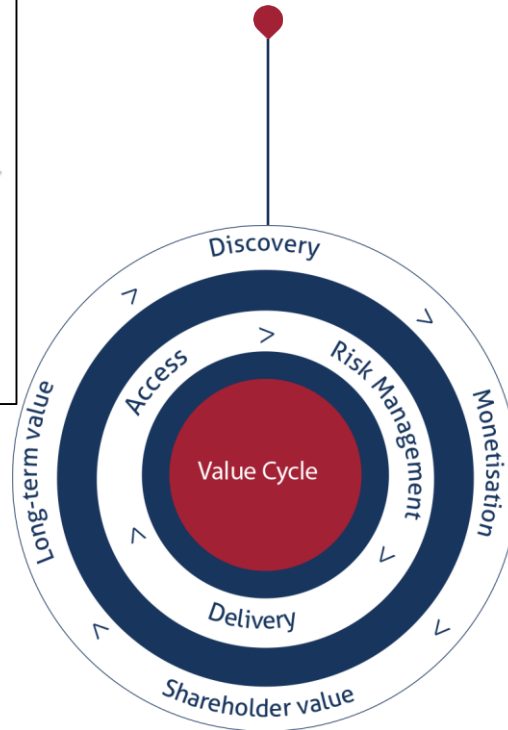 Discovery
>
Monetisation
>
Shareholder value
>
Long-term value
>
Access
>
Risk Management
>
Delivery
>
Value Cycle